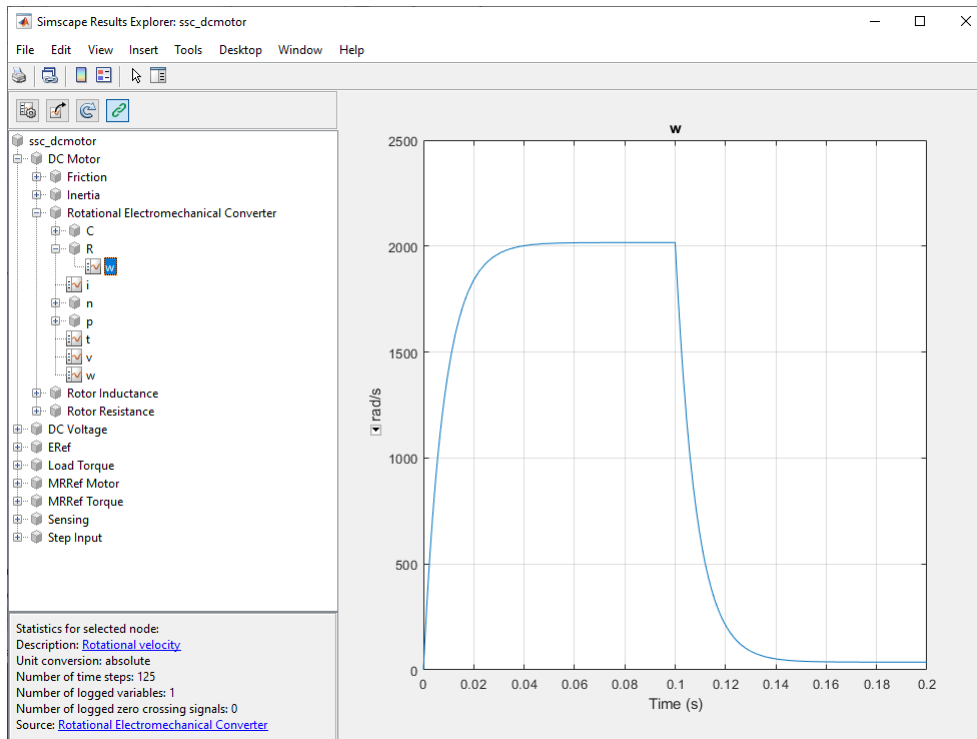 Simscape Results Explorer: ssc_dcmotor
File Edit View Insert Tools Desktop Window Help
ssc_dcmotor
DC Motor
Friction
Inertia
Rotational Electromechanical Converter
C
R
w
i
n
p
t
v
w
Rotor Inductance
Rotor Resistance
DC Voltage
ERef
Load Torque
MRRef Motor
MRRef Torque
Sensing
Step Input
Statistics for selected node:
Description: Rotational velocity
Unit conversion: absolute
Number of time steps: 125
Number of logged variables: 1
Number of logged zero crossing signals: 0
Source: Rotational Electromechanical Converter
w
2500
2000
1500
1000
500
0
rad/s
0 0.02 0.04 0.06 0.08 0.1 0.12 0.14 0.16 0.18 0.2
Time (s)